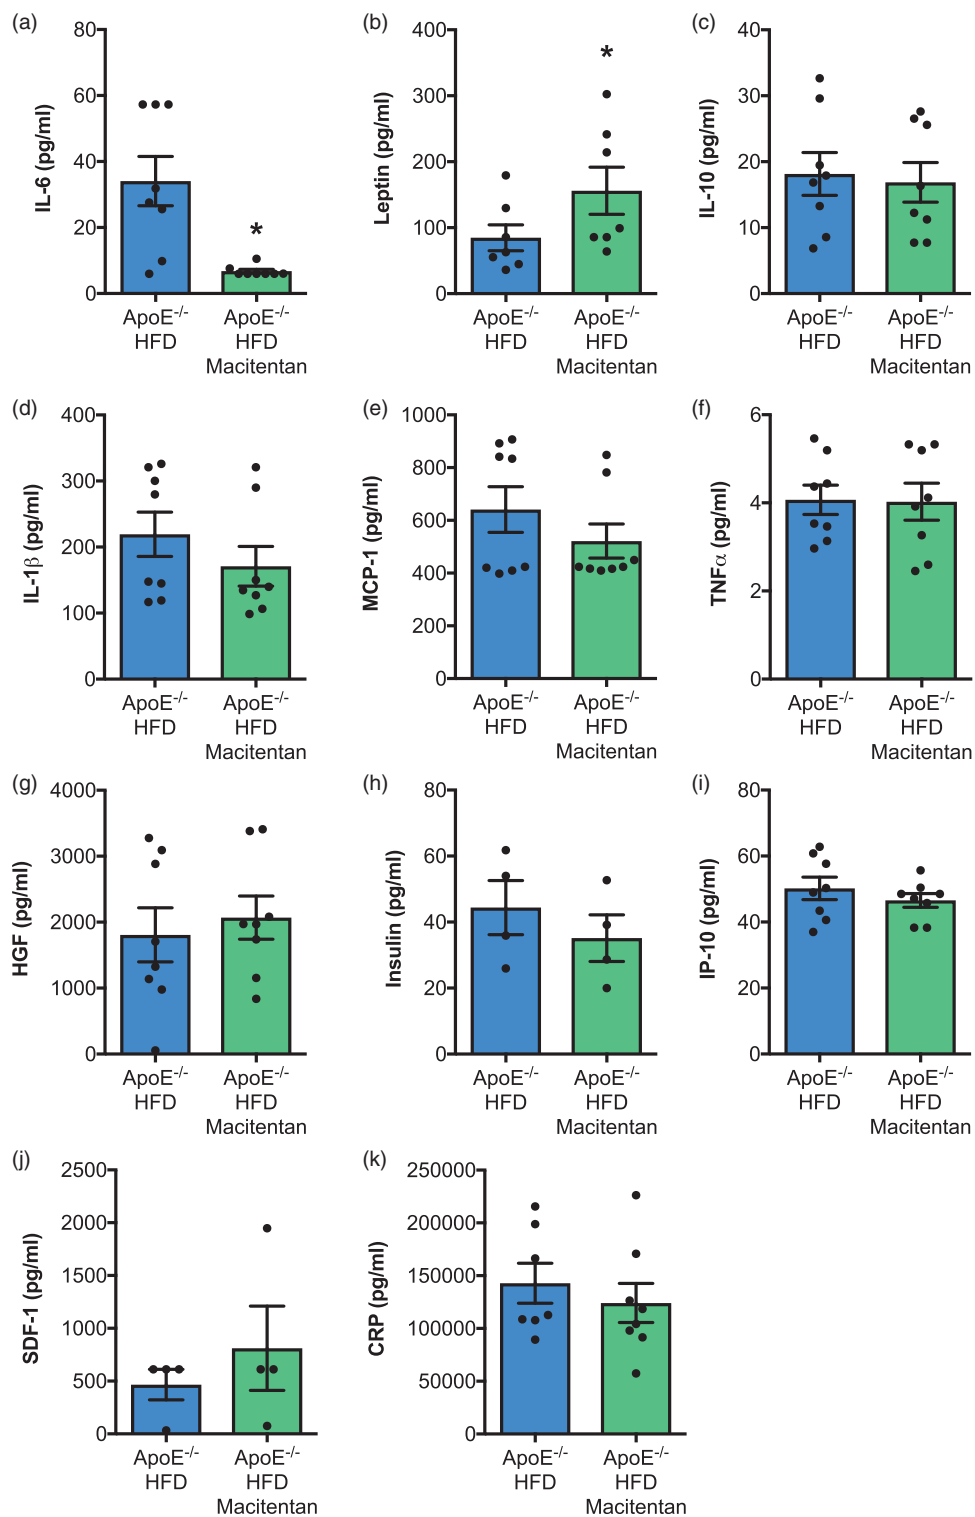 (a)
IL-6 (pg/ml)
80
60
40
20
0
*
ApoE-/-
HFD
ApoE-/-
HFD
Macitentan
(b)
Leptin (pg/ml)
400
300
200
100
0
*
ApoE-/-
HFD
ApoE-/-
HFD
Macitentan
(c)
IL-10 (pg/ml)
40
30
20
10
0
ApoE-/-
HFD
ApoE-/-
HFD
Macitentan
(d)
IL-1β (pg/ml)
400
300
200
100
0
ApoE-/-
HFD
ApoE-/-
HFD
Macitentan
(e)
MCP-1 (pg/ml)
1000
800
600
400
200
0
ApoE-/-
HFD
ApoE-/-
HFD
Macitentan
(f)
TNFα (pg/ml)
6
4
2
0
ApoE-/-
HFD
ApoE-/-
HFD
Macitentan
(g)
HGF (pg/ml)
4000
3000
2000
1000
0
ApoE-/-
HFD
ApoE-/-
HFD
Macitentan
(h)
Insulin (pg/ml)
80
60
40
20
0
ApoE-/-
HFD
ApoE-/-
HFD
Macitentan
(i)
IP-10 (pg/ml)
80
60
40
20
0
ApoE-/-
HFD
ApoE-/-
HFD
Macitentan
(j)
SDF-1 (pg/ml)
2500
2000
1500
1000
500
0
ApoE-/-
HFD
ApoE-/-
HFD
Macitentan
(k)
CRP (pg/ml)
250000
200000
150000
100000
50000
0
ApoE-/-
HFD
ApoE-/-
HFD
Macitentan